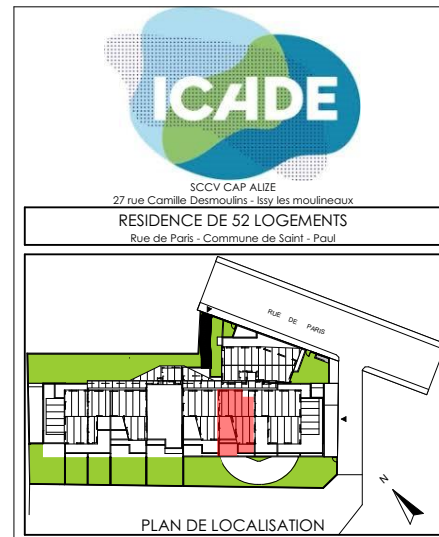 ICADE
SCCV CAP ALIZE
27 rue Camille Desmoulins - Issy les moulineaux
RESIDENCE DE 52 LOGEMENTS
Rue de Paris - Commune de Saint - Paul
RUE DE PARIS
N
PLAN DE LOCALISATION